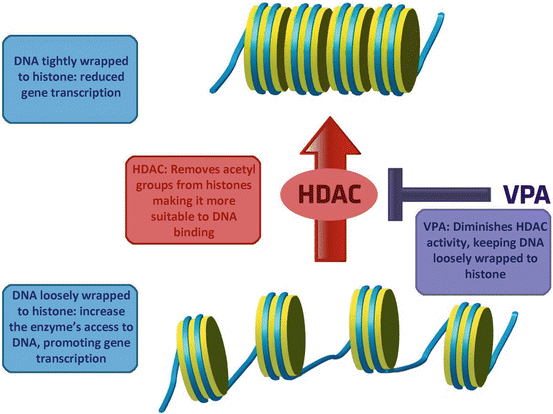 DNA tightly wrapped
to histone: reduced
gene transcription
HDAC: Removes acetyl
groups from histones
making it more
suitable to DNA
binding
HDAC
VPA
VPA: Diminishes HDAC
activity, keeping DNA
loosely wrapped to
histone
DNA loosely wrapped
to histone: increase
the enzyme's access to
DNA, promoting gene
transcription